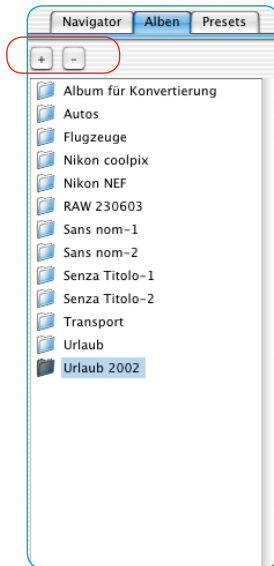 Navigator Alben Presets
+ -
Album für Konvertierung
Autos
Flugzeuge
Nikon coolpix
Nikon NEF
RAW 230603
Sans nom-1
Sans nom-2
Senza Titolo-1
Senza Titolo-2
Transport
Urlaub
Urlaub 2002